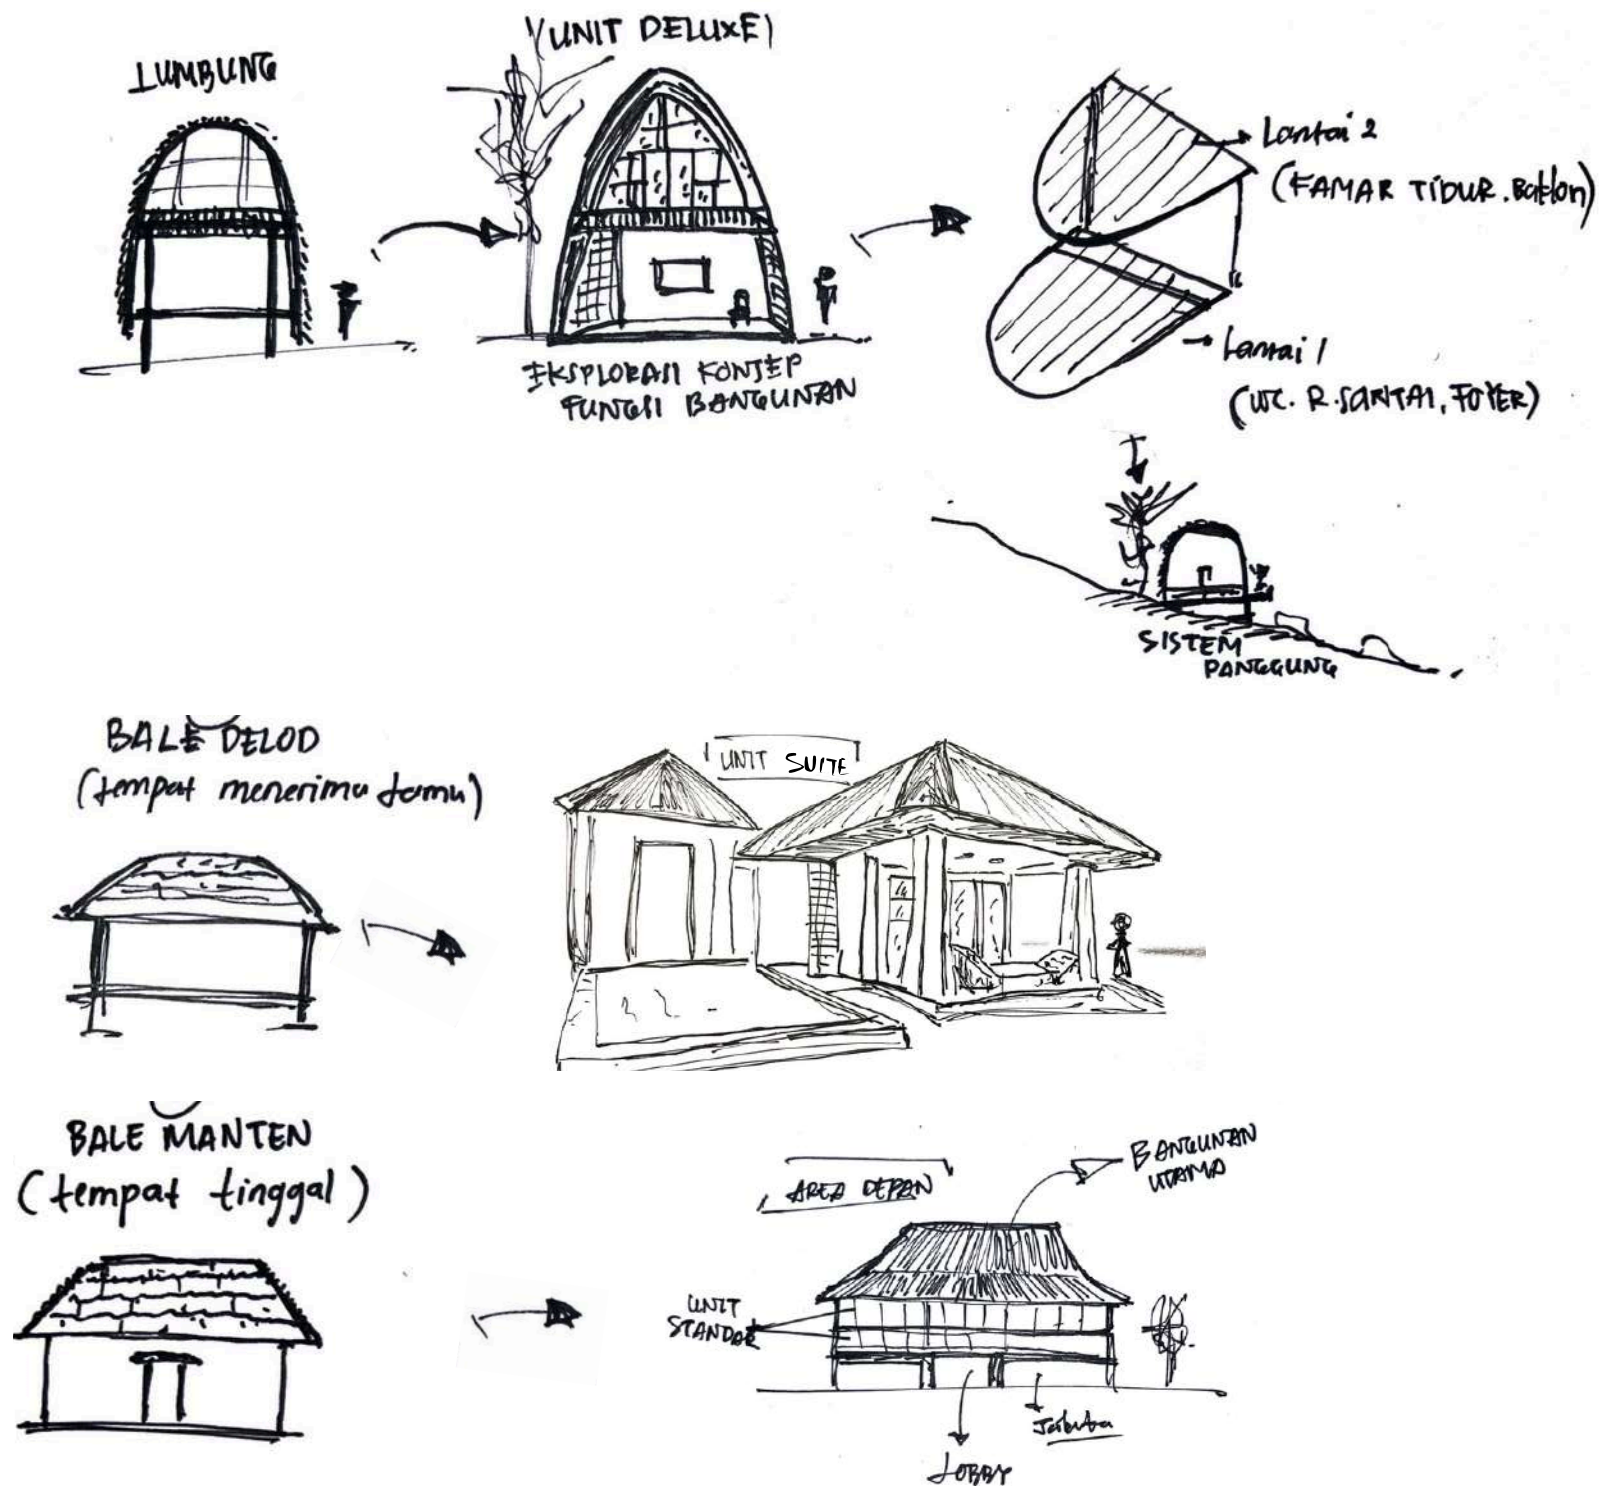 LUMBUNG
(UNIT DELUXE)
EKSPLORASI KONSEP
FUNGSI BANGUNAN
Lantai 2
(KAMAR TIDUR. Balkon)
Lantai 1
(WC. R. SANTAI, FOYER)
SISTEM
PANGGUNG
BALE DELOD
(tempat menerima tamu)
UNIT SUITE
BALE MANTEN
(tempat tinggal)
AREA DEPAN
BANGUNAN
UTAMA
UNIT
STANDAR
LOBBY